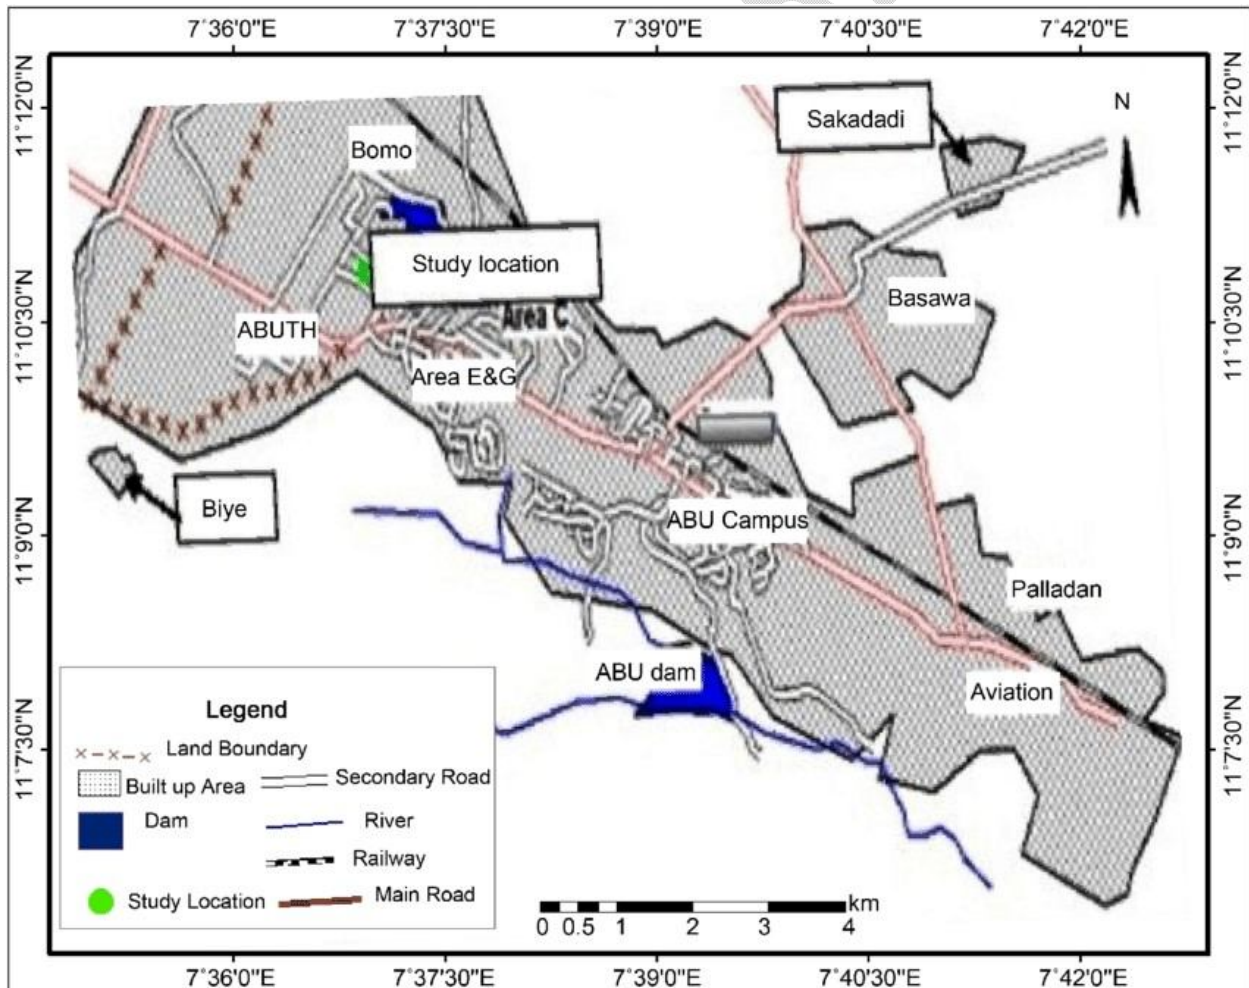 7°36'0"E 7°37'30"E 7°39'0"E 7°40'30"E 7°42'0"E
11°12'0"N 11°12'0"N
N
Sakadadi
Bomo
Study location
Basawa
11°10'30"N 11°10'30"N
Area C
ABUTH
Area E&G
Biye
ABU Campus
11°9'0"N 11°9'0"N
Palladan
ABU dam
Aviation
11°7'30"N 11°7'30"N
Legend
Land Boundary
Built up Area
Secondary Road
Dam
River
Railway
Study Location
Main Road
km
0 0.5 1 2 3 4
7°36'0"E 7°37'30"E 7°39'0"E 7°40'30"E 7°42'0"E